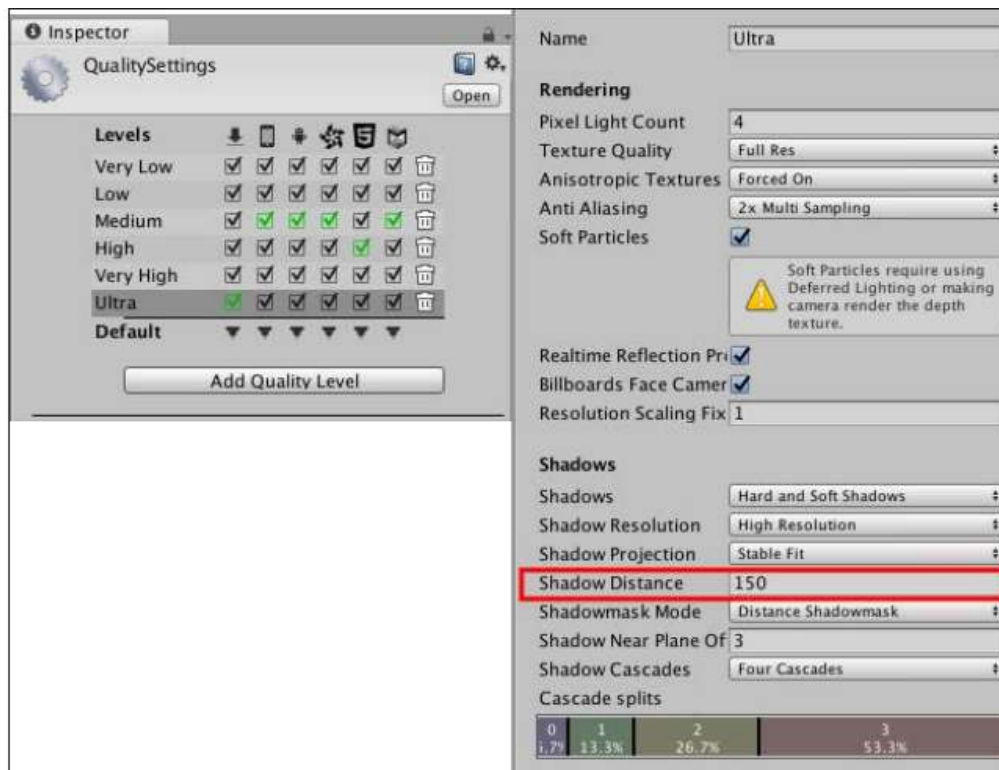 Inspector
QualitySettings
Open
Levels
Very Low
Low
Medium
High
Very High
Ultra
Default
Add Quality Level
Name Ultra
Rendering
Pixel Light Count 4
Texture Quality Full Res
Anisotropic Textures Forced On
Anti Aliasing 2x Multi Sampling
Soft Particles
Soft Particles require using
Deferred Lighting or making
camera render the depth
texture.
Realtime Reflection Pr
Billboards Face Camer
Resolution Scaling Fix 1
Shadows
Shadows Hard and Soft Shadows
Shadow Resolution High Resolution
Shadow Projection Stable Fit
Shadow Distance 150
Shadowmask Mode Distance Shadowmask
Shadow Near Plane Of 3
Shadow Cascades Four Cascades
Cascade splits
0 1 2 3
13.3% 26.7% 53.3%